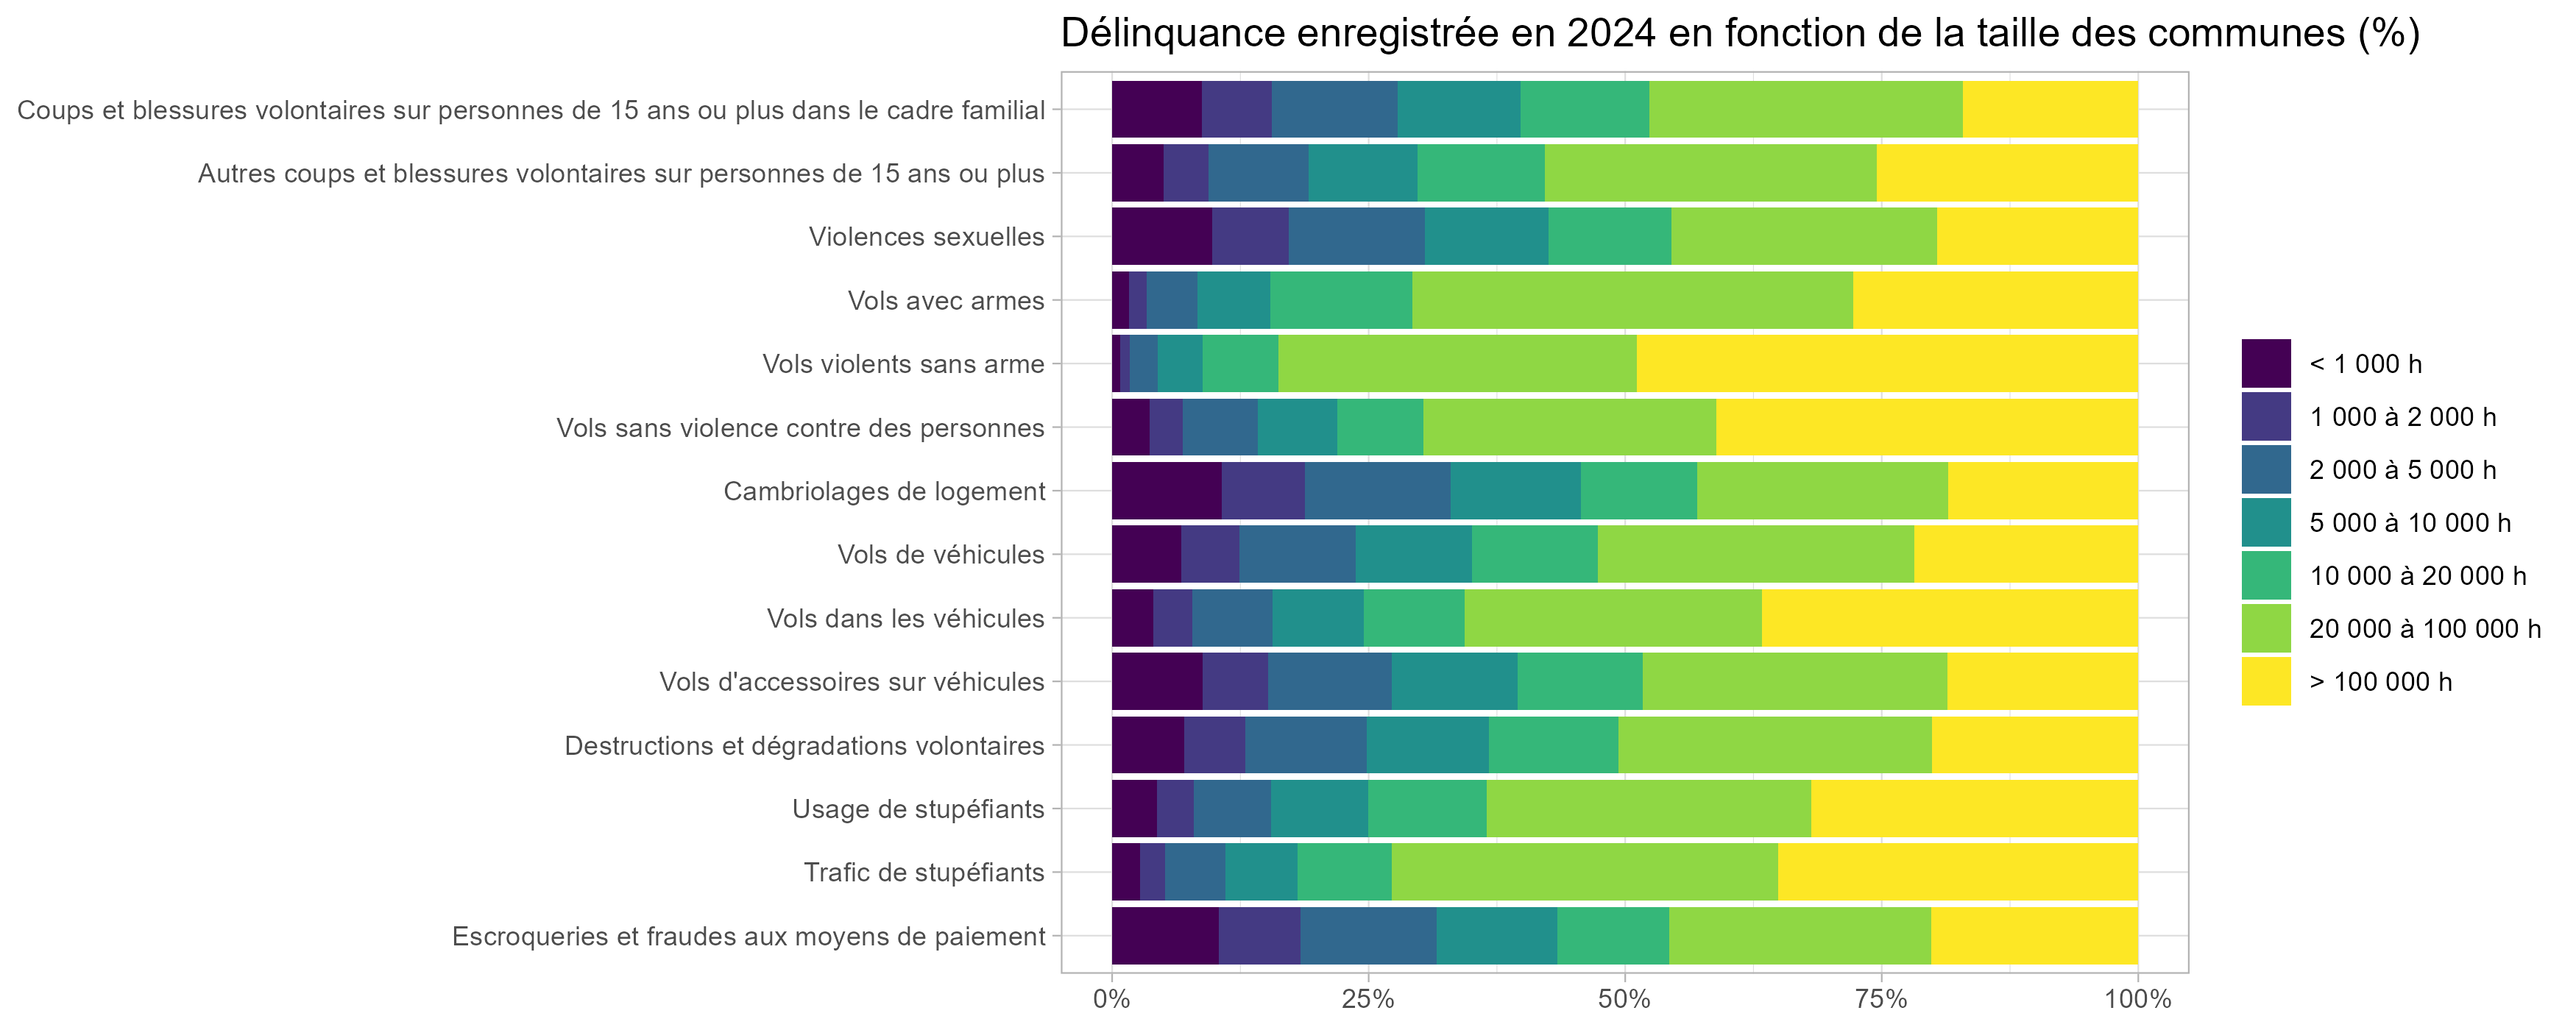 Délinquance enregistrée en 2024 en fonction de la taille des communes (%)
Coups et blessures volontaires sur personnes de 15 ans ou plus dans le cadre familial
Autres coups et blessures volontaires sur personnes de 15 ans ou plus
Violences sexuelles
Vols avec armes
Vols violents sans arme
Vols sans violence contre des personnes
Cambriolages de logement
Vols de véhicules
Vols dans les véhicules
Vols d'accessoires sur véhicules
Destructions et dégradations volontaires
Usage de stupéfiants
Trafic de stupéfiants
Escroqueries et fraudes aux moyens de paiement
0% 25% 50% 75% 100%
< 1 000 h
1 000 à 2 000 h
2 000 à 5 000 h
5 000 à 10 000 h
10 000 à 20 000 h
20 000 à 100 000 h
> 100 000 h